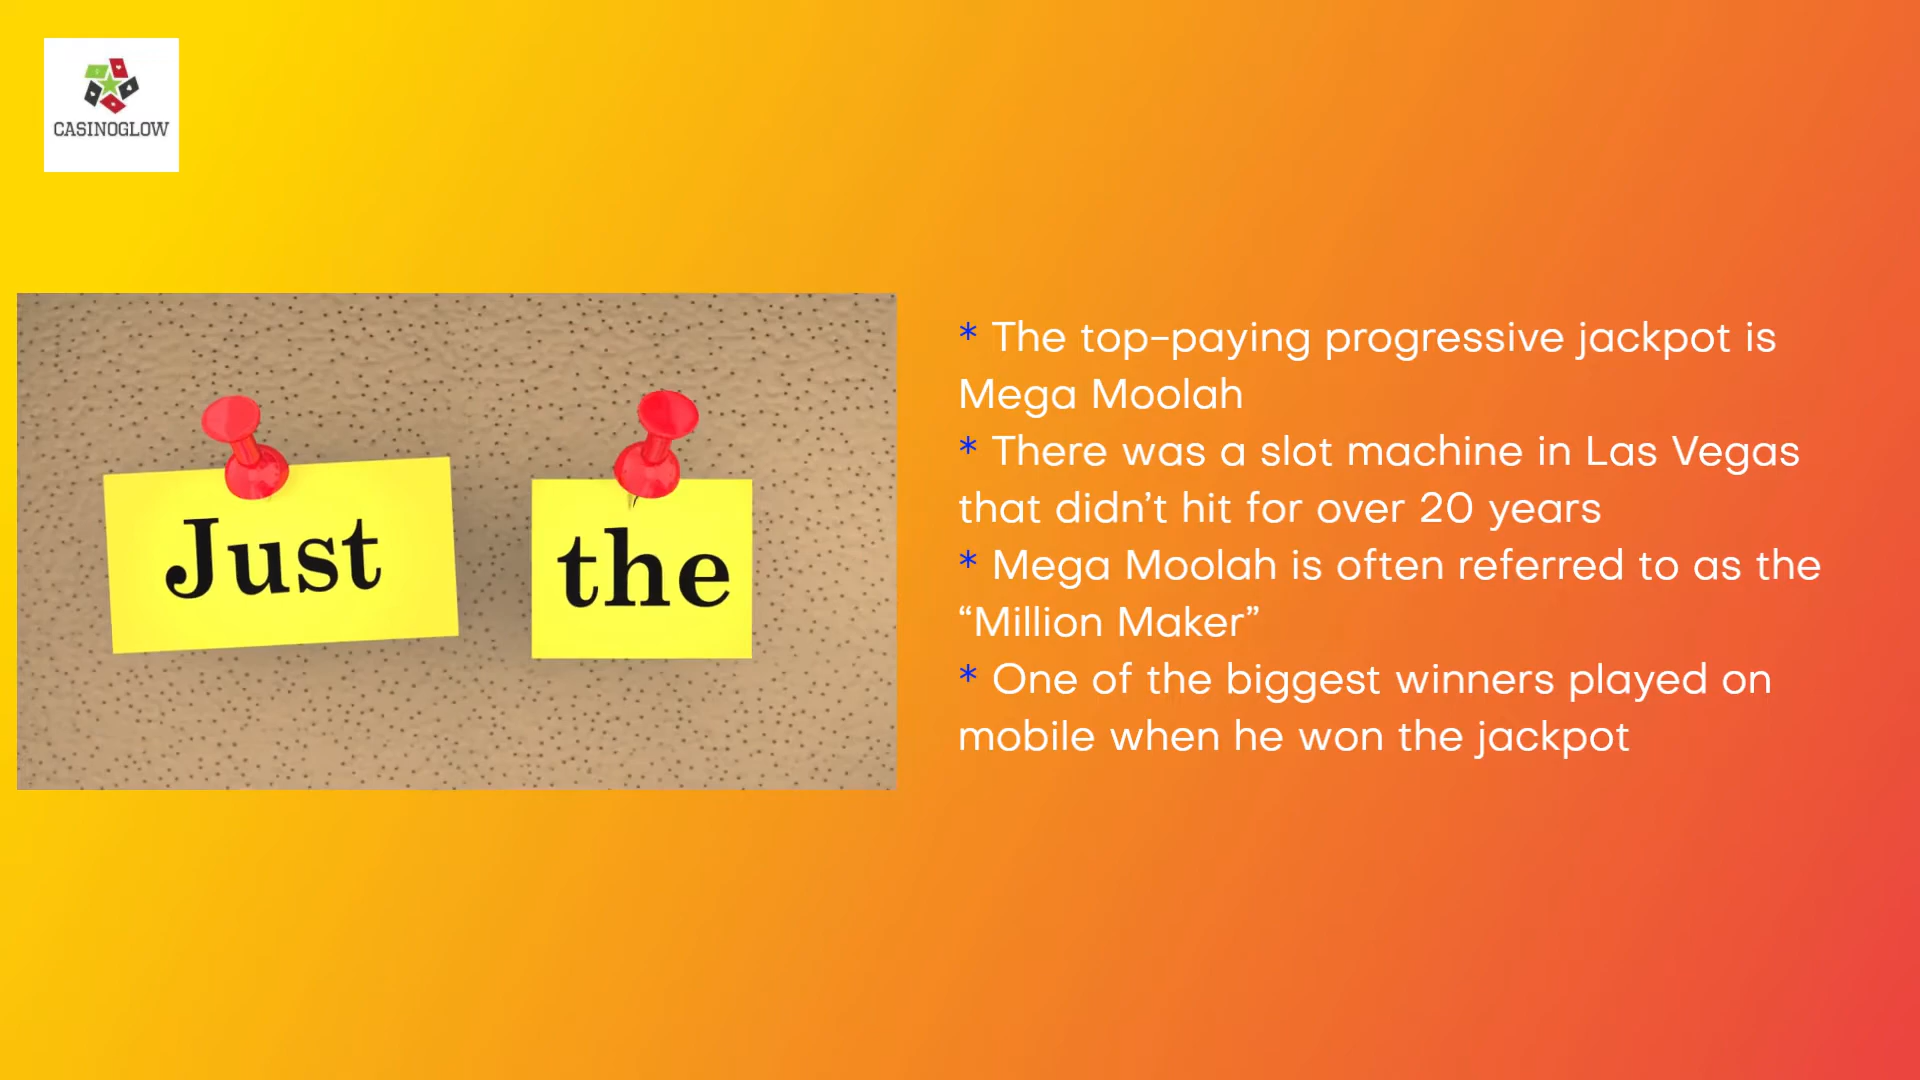 CASINOGLOW
Just the
* The top-paying progressive jackpot is
Mega Moolah
* There was a slot machine in Las Vegas
that didn’t hit for over 20 years
* Mega Moolah is often referred to as the
“Million Maker”
* One of the biggest winners played on
mobile when he won the jackpot